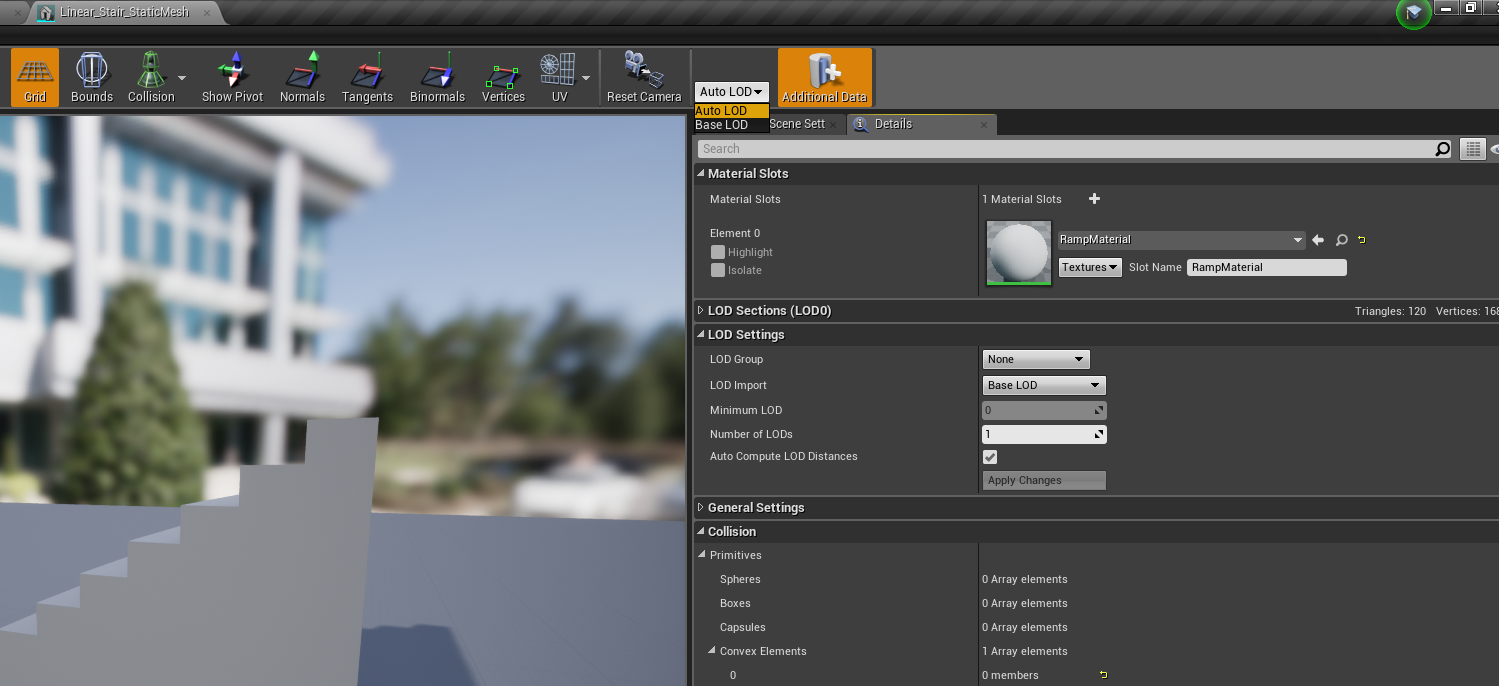 Linear_Stair_StaticMesh
Grid
Bounds
Collision
Show Pivot
Normals
Tangents
Binormals
Vertices
UV
Reset Camera
Auto LOD
Auto LOD
Base LOD
Additional Data
Scene Sett
Details
Search
Material Slots
Material Slots
1 Material Slots
Element 0
Highlight
Isolate
RampMaterial
Textures
Slot Name
RampMaterial
LOD Sections (LOD0)
Triangles: 120 Vertices: 168
LOD Settings
LOD Group
None
LOD Import
Base LOD
Minimum LOD
0
Number of LODs
1
Auto Compute LOD Distances
Apply Changes
General Settings
Collision
Primitives
Spheres
0 Array elements
Boxes
0 Array elements
Capsules
0 Array elements
Convex Elements
1 Array elements
0
0 members